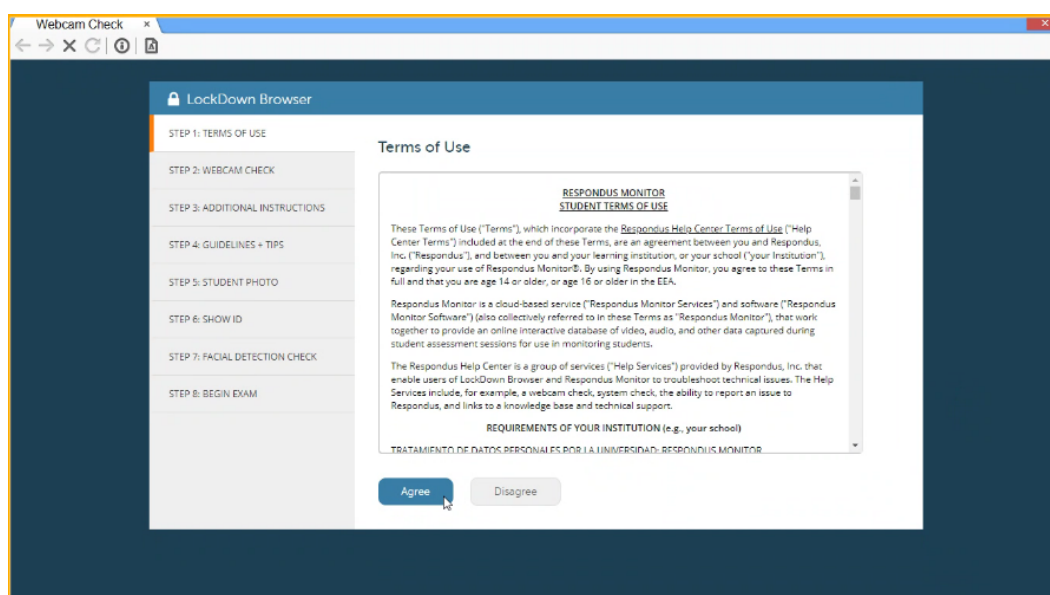 Webcam Check
LockDown Browser
STEP 1: TERMS OF USE
STEP 2: WEBCAM CHECK
STEP 3: ADDITIONAL INSTRUCTIONS
STEP 4: GUIDELINES + TIPS
STEP 5: STUDENT PHOTO
STEP 6: SHOW ID
STEP 7: FACIAL DETECTION CHECK
STEP 8: BEGIN EXAM
Terms of Use
RESPONDUS MONITOR
STUDENT TERMS OF USE
These Terms of Use ("Terms"), which incorporate the Respondus Help Center Terms of Use ("Help
Center Terms") included at the end of these Terms, are an agreement between you and Respondus,
Inc. ("Respondus"), and between you and your learning institution, or your school ("your Institution"),
regarding your use of Respondus Monitor®. By using Respondus Monitor, you agree to these Terms in
full and that you are age 14 or older, or age 16 or older in the EEA.
Respondus Monitor is a cloud-based service ("Respondus Monitor Services") and software ("Respondus
Monitor Software") (also collectively referred to in these Terms as "Respondus Monitor"), that work
together to provide an online interactive database of video, audio, and other data captured during
student assessment sessions for use in monitoring students.
The Respondus Help Center is a group of services ("Help Services") provided by Respondus, Inc. that
enable users of LockDown Browser and Respondus Monitor to troubleshoot technical issues. The Help
Services include, for example, a webcam check, system check, the ability to report an issue to
Respondus, and links to a knowledge base and technical support.
REQUIREMENTS OF YOUR INSTITUTION (e.g., your school)
TRATAMIENTO DE DATOS PERSONALES POR LA UNIVERSIDAD: RESPONDUS MONITOR
Agree
Disagree